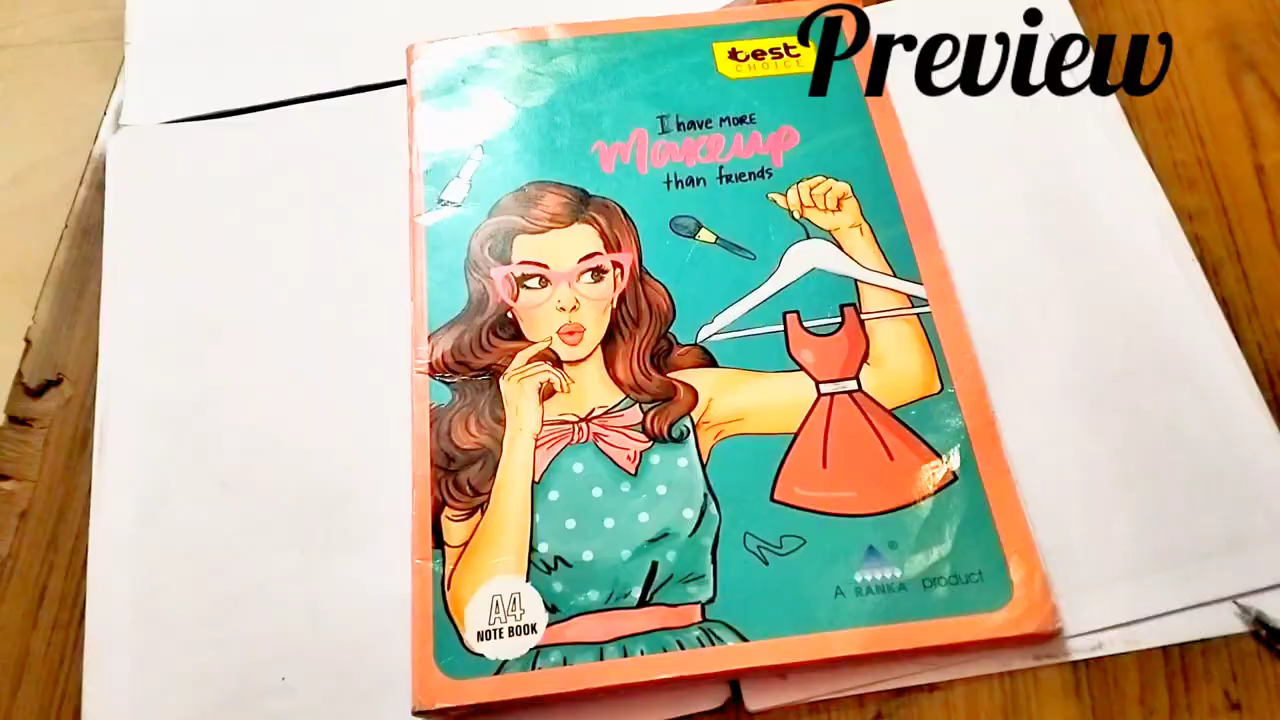 Preview
test
CHOICE
I have MORE
Makeup
than fRIENDS
A4
NOTE BOOK
A RANKA product